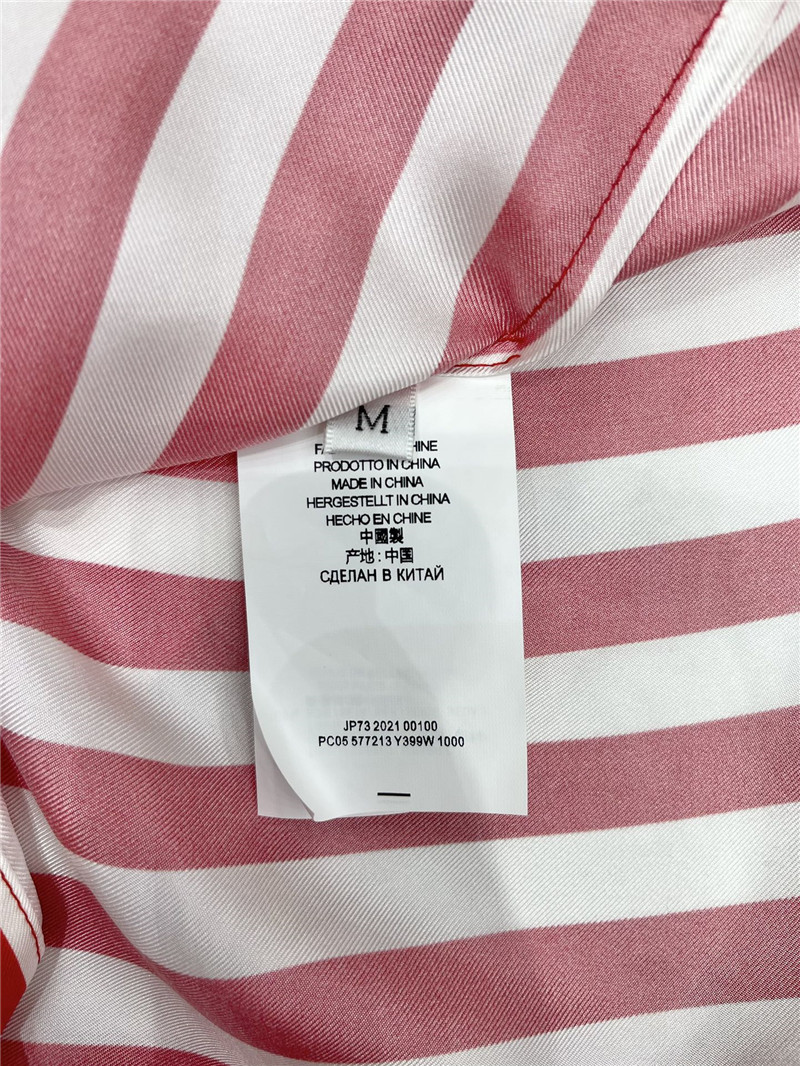 M
PRODOTTO IN CHINA
MADE IN CHINA
HERGESTELLT IN CHINA
HECHO EN CHINE
中國製
产地:中国
СДЕЛАН В КИТАЙ
JP73 2021 00100
PC05 577213 Y399W 1000